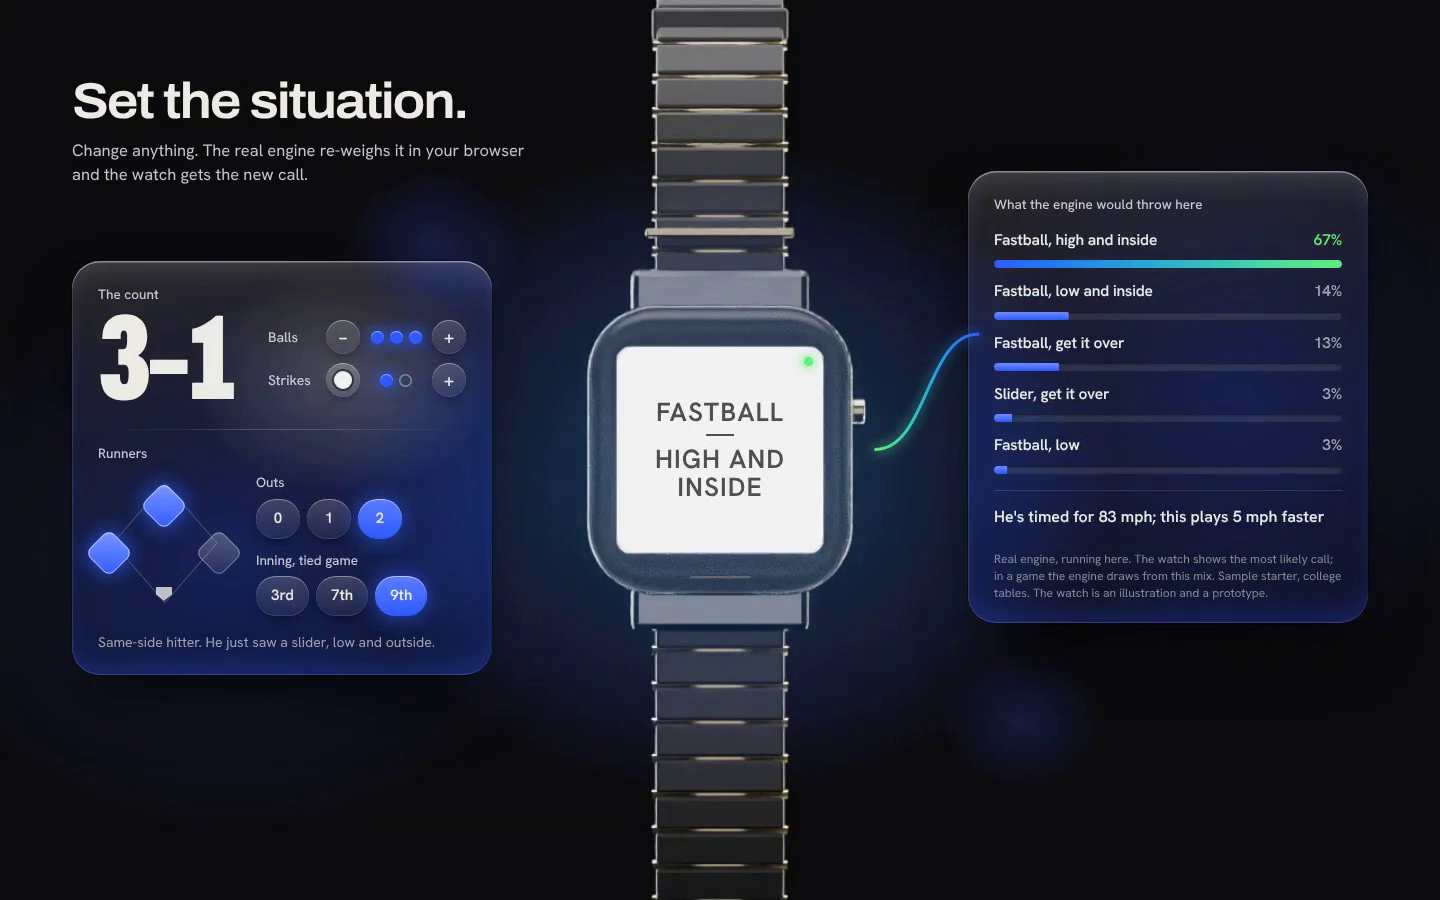 Set the situation.
Change anything. The real engine re-weighs it in your browser
and the watch gets the new call.
The count
3–1
Balls
–
+
Strikes
+
Runners
Outs
0
1
2
Inning, tied game
3rd
7th
9th
Same-side hitter. He just saw a slider, low and outside.
FASTBALL
HIGH AND
INSIDE
What the engine would throw here
Fastball, high and inside 67%
Fastball, low and inside 14%
Fastball, get it over 13%
Slider, get it over 3%
Fastball, low 3%
He's timed for 83 mph; this plays 5 mph faster
Real engine, running here. The watch shows the most likely call;
in a game the engine draws from this mix. Sample starter, college
tables. The watch is an illustration and a prototype.